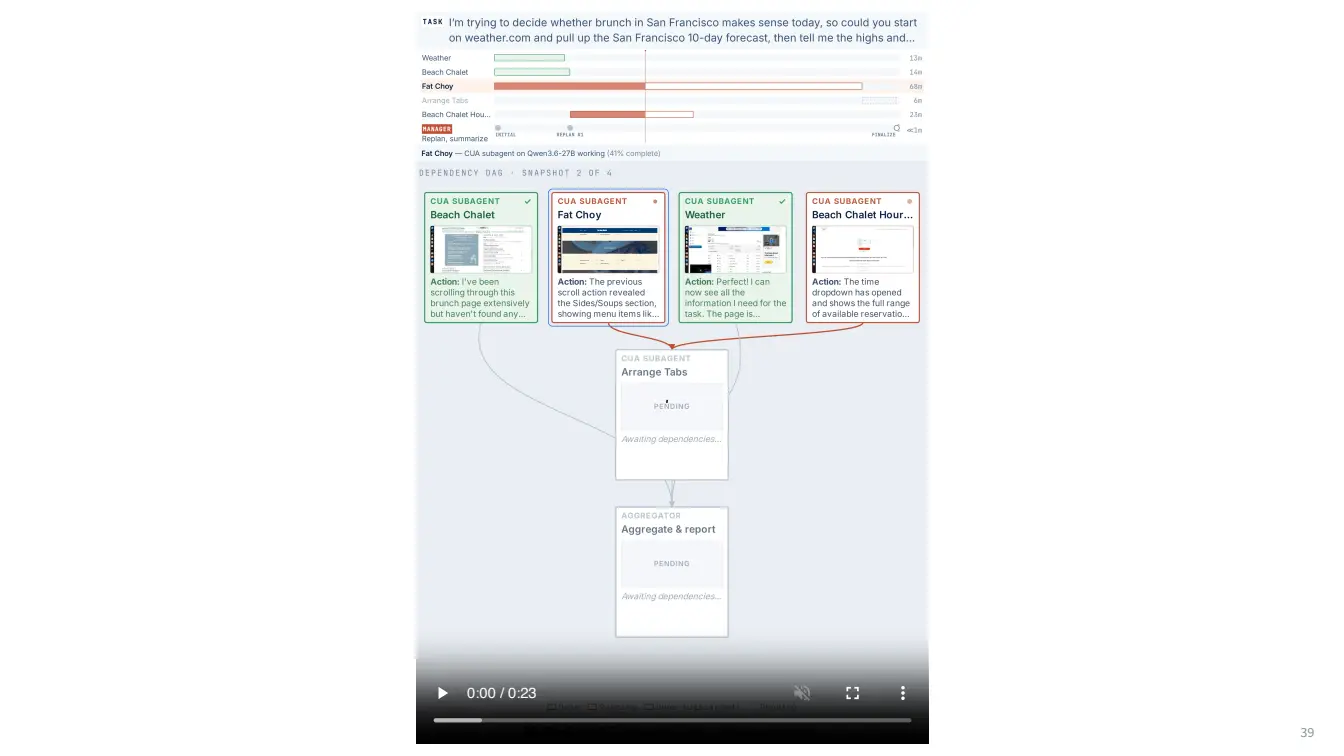 TASK I'm trying to decide whether brunch in San Francisco makes sense today, so could you start
on weather.com and pull up the San Francisco 10-day forecast, then tell me the highs and...
Weather 13m
Beach Chalet 14m
Fat Choy 68m
Arrange Tabs 6m
Beach Chalet Hou... 23m
MANAGER
Replan, summarize
INITIAL REPLAN #1 FINALIZE ≪1m
Fat Choy — CUA subagent on Qwen3.6-27B working (41% complete)
DEPENDENCY DAG · SNAPSHOT 2 OF 4
CUA SUBAGENT ✓
Beach Chalet
Action: I've been
scrolling through this
brunch page extensively
but haven't found any...
CUA SUBAGENT
Fat Choy
Action: The previous
scroll action revealed
the Sides/Soups section,
showing menu items lik...
CUA SUBAGENT ✓
Weather
Action: Perfect! I can
now see all the
information I need for the
task. The page is...
CUA SUBAGENT
Beach Chalet Hour...
Action: The time
dropdown has opened
and shows the full range
of available reservatio...
CUA SUBAGENT
Arrange Tabs
PENDING
Awaiting dependencies...
AGGREGATOR
Aggregate & report
PENDING
Awaiting dependencies...
0:00 / 0:23
39